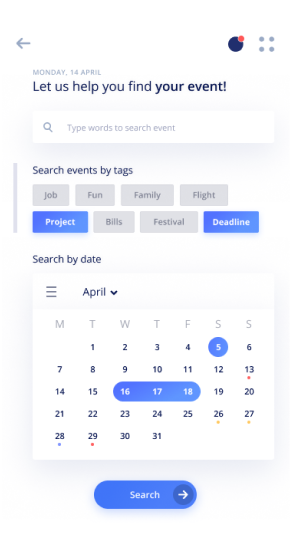 MONDAY, 14 APRIL
Let us help you find your event!
Type words to search event
Search events by tags
Job Fun Family Flight
Project Bills Festival Deadline
Search by date
April
M T W T F S S
1 2 3 4 5 6
7 8 9 10 11 12 13
14 15 16 17 18 19 20
21 22 23 24 25 26 27
28 29 30 31
Search